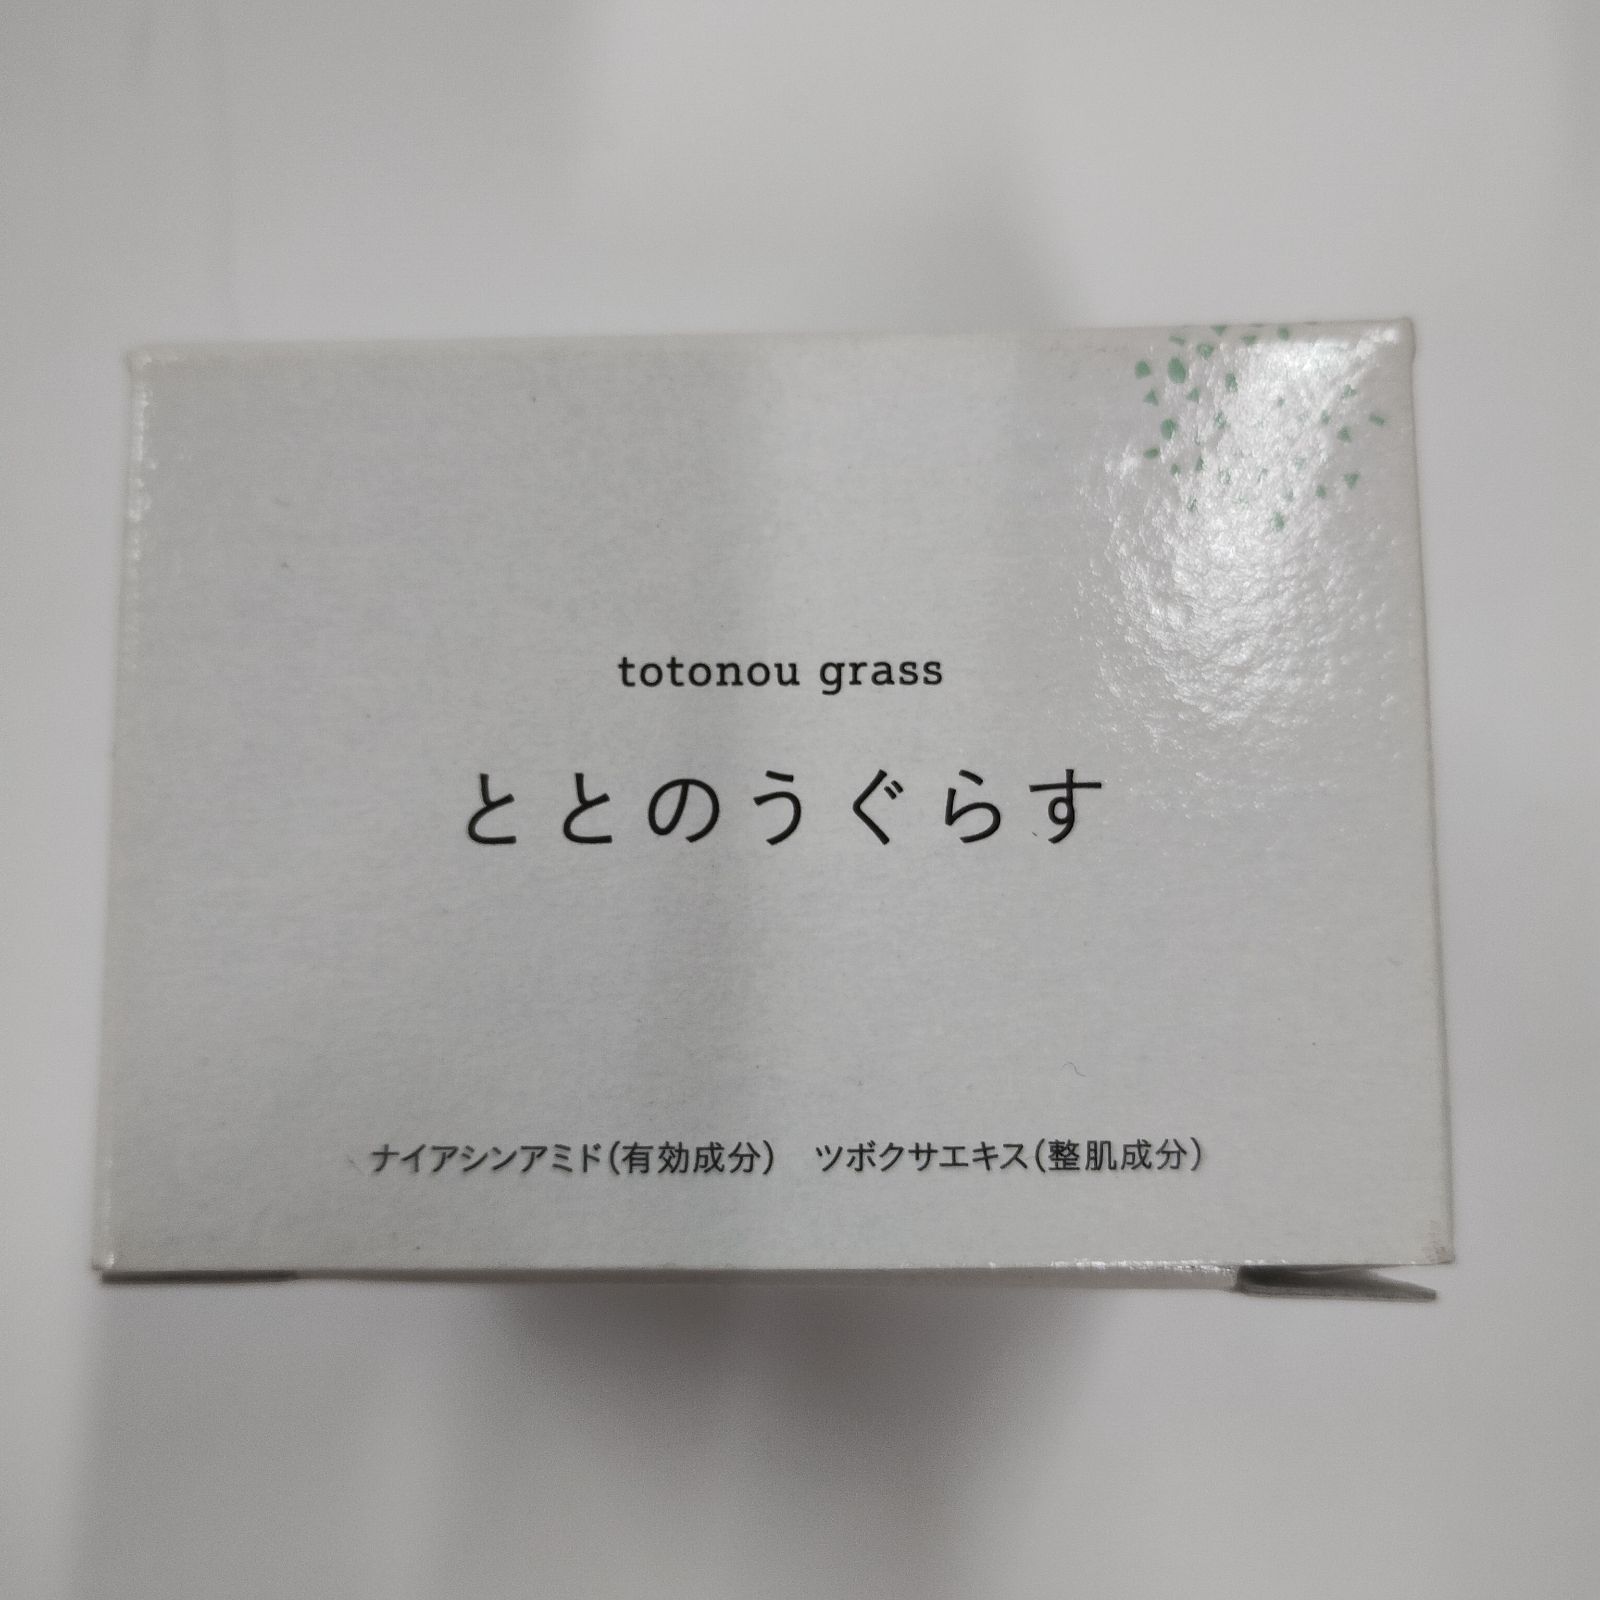 totonou grass
ととのうぐらす
ナイアシンアミド(有効成分) ツボクサエキス(整肌成分)